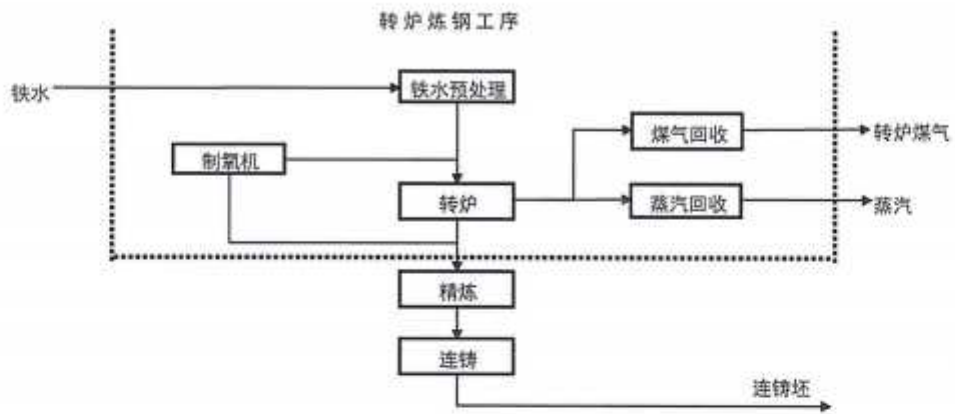 转炉炼钢工序
铁水
铁水预处理
煤气回收
转炉煤气
制氧机
转炉
蒸汽回收
蒸汽
精炼
连铸
连铸坯